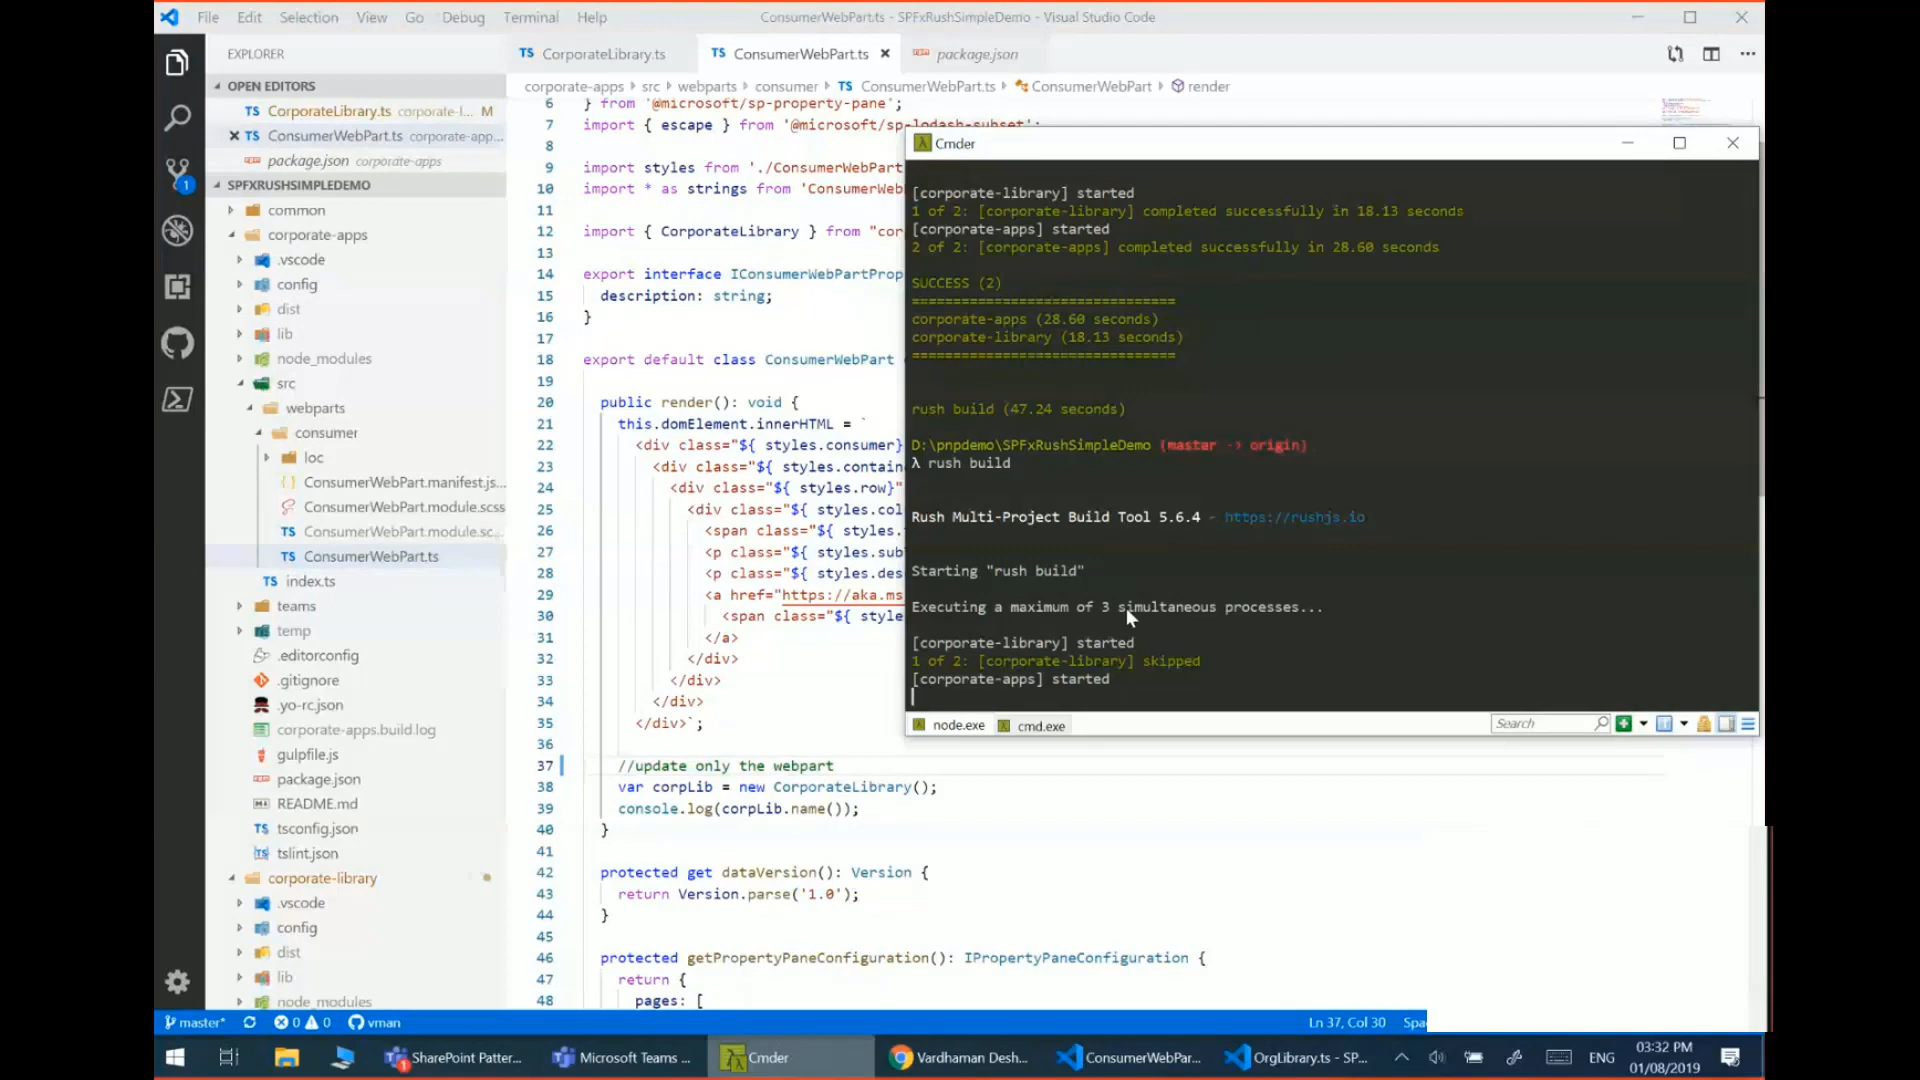 File Edit Selection View Go Debug Terminal Help
ConsumerWebPart.ts - SPFxRushSimpleDemo - Visual Studio Code
EXPLORER
OPEN EDITORS
TS CorporateLibrary.ts corporate-l... M
TS ConsumerWebPart.ts corporate-app...
package.json corporate-apps
SPFXRUSHSIMPLEDEMO
common
corporate-apps
.vscode
config
dist
lib
node_modules
src
webparts
consumer
loc
ConsumerWebPart.manifest.js...
ConsumerWebPart.module.scss
TS ConsumerWebPart.module.sc...
TS ConsumerWebPart.ts
TS index.ts
teams
temp
.editorconfig
.gitignore
.yo-rc.json
corporate-apps.build.log
gulpfile.js
package.json
README.md
TS tsconfig.json
tslint.json
corporate-library
.vscode
config
dist
lib
node_modules
TS CorporateLibrary.ts
TS ConsumerWebPart.ts
package.json
corporate-apps src webparts consumer TS ConsumerWebPart.ts ConsumerWebPart render
6 } from '@microsoft/sp-property-pane';
7 import { escape } from '@microsoft/sp-lodash-subset';
8
9 import styles from './ConsumerWebPart
10 import * as strings from 'ConsumerWeb
11
12 import { CorporateLibrary } from "cor
13
14 export interface IConsumerWebPartProp
15 description: string;
16 }
17
18 export default class ConsumerWebPart
19
20 public render(): void {
21 this.domElement.innerHTML = `
22 <div class="${ styles.consumer}
23 <div class="${ styles.contain
24 <div class="${ styles.row}"
25 <div class="${ styles.col
26 <span class="${ styles.t
27 <p class="${ styles.sub
28 <p class="${ styles.des
29 <a href="https://aka.ms
30 <span class="${ style
31 </a>
32 </div>
33 </div>
34 </div>
35 </div>`;
36
37 //update only the webpart
38 var corpLib = new CorporateLibrary();
39 console.log(corpLib.name());
40 }
41
42 protected get dataVersion(): Version {
43 return Version.parse('1.0');
44 }
45
46 protected getPropertyPaneConfiguration(): IPropertyPaneConfiguration {
47 return {
48 pages: [
Cmder
[corporate-library] started
1 of 2: [corporate-library] completed successfully in 18.13 seconds
[corporate-apps] started
2 of 2: [corporate-apps] completed successfully in 28.60 seconds
SUCCESS (2)
================================
corporate-apps (28.60 seconds)
corporate-library (18.13 seconds)
================================
rush build (47.24 seconds)
D:\pnpdemo\SPFxRushSimpleDemo (master -> origin)
λ rush build
Rush Multi-Project Build Tool 5.6.4 - https://rushjs.io
Starting "rush build"
Executing a maximum of 3 simultaneous processes...
[corporate-library] started
1 of 2: [corporate-library] skipped
[corporate-apps] started
node.exe cmd.exe Search
master* 0 0 vman Ln 37, Col 30 Spa
SharePoint Patter... Microsoft Teams ... Cmder Vardhaman Desh... ConsumerWebPar... OrgLibrary.ts - SP... ENG
03:32 PM
01/08/2019